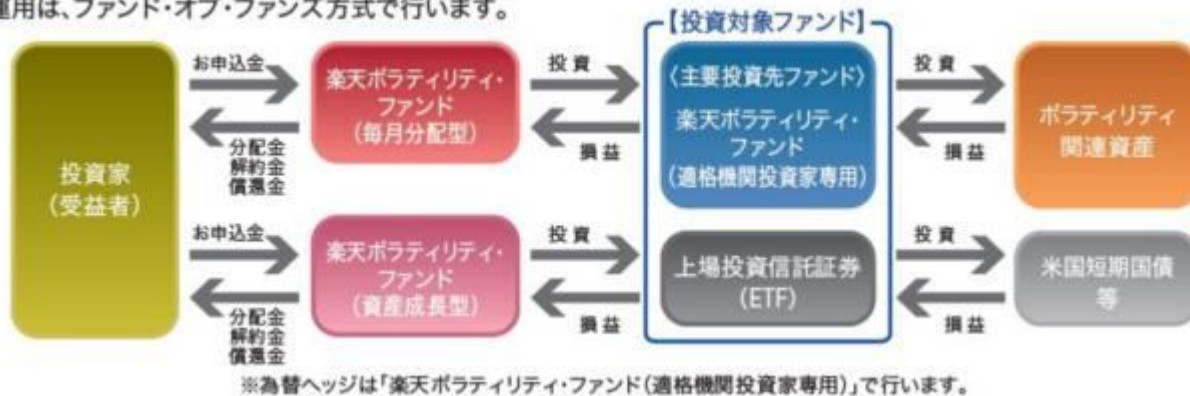 運用は、ファンド・オブ・ファンズ方式で行います。
【投資対象ファンド】
投資家
(受益者)
お申込金
分配金
解約金
償還金
楽天ボラティリティ・
ファンド
(毎月分配型)
投資
損益
〈主要投資先ファンド〉
楽天ボラティリティ・
ファンド
(適格機関投資家専用)
投資
損益
ボラティリティ
関連資産
お申込金
分配金
解約金
償還金
楽天ボラティリティ・
ファンド
(資産成長型)
投資
損益
上場投資信託証券
(ETF)
投資
損益
米国短期国債
等
※為替ヘッジは「楽天ボラティリティ・ファンド(適格機関投資家専用)」で行います。